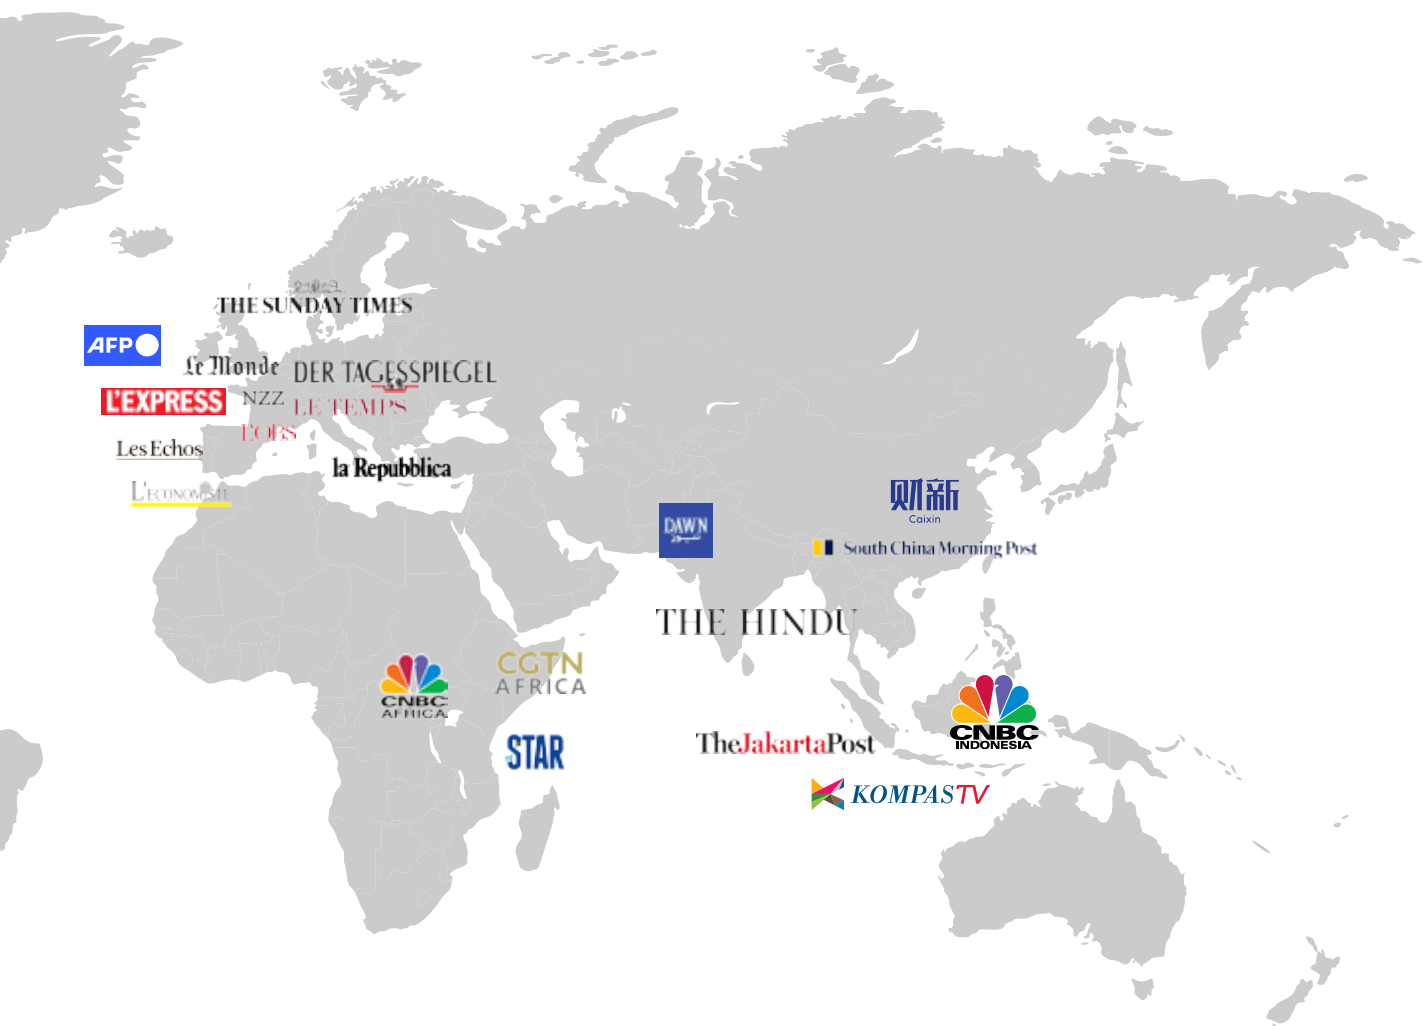 THE SUNDAY TIMES
AFP
Le Monde
DER TAGESSPIEGEL
L'EXPRESS
NZZ
LE TEMPS
L'OBS
Les Echos
la Repubblica
L'ECONOMISTE
财新
Caixin
DAWN
South China Morning Post
THE HINDU
CGTN
AFRICA
CNBC
AFRICA
CNBC
INDONESIA
STAR
TheJakartaPost
KOMPASTV